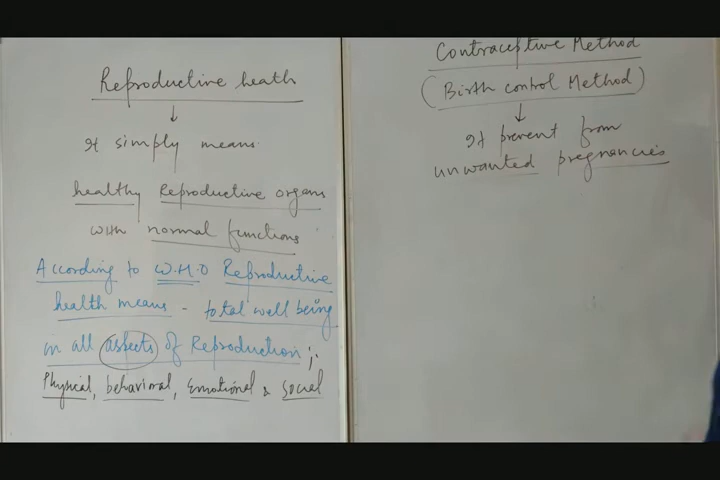 Reproductive heath
↓
It simply means
healthy Reproductive organs
with normal functions
According to W.H.O Reproductive
health means - total well being
in all aspects of Reproduction ;.
Physical, behavioral, Emotional & Social
Contraceptive Method
(Birth control Method)
↓
It prevent from
unwanted pregnancies